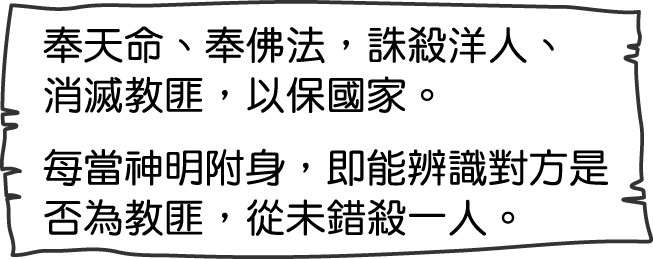 奉天命、奉佛法，誅殺洋人、
消滅教匪，以保國家。
每當神明附身，即能辨識對方是
否為教匪，從未錯殺一人。